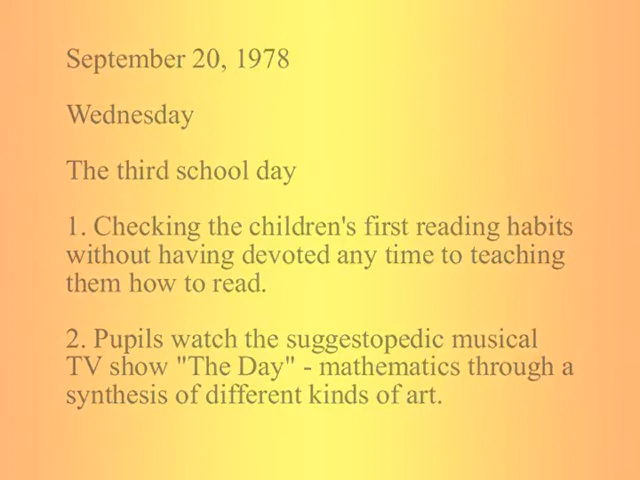 September 20, 1978
Wednesday
The third school day
1. Checking the children's first reading habits
without having devoted any time to teaching
them how to read.
2. Pupils watch the suggestopedic musical
TV show "The Day" - mathematics through a
synthesis of different kinds of art.